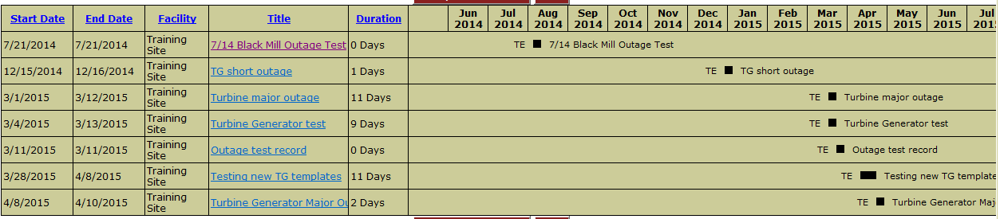 Start Date End Date Facility Title Duration Jun 2014 Jul 2014 Aug 2014 Sep 2014 Oct 2014 Nov 2014 Dec 2014 Jan 2015 Feb 2015 Mar 2015 Apr 2015 May 2015 Jun 2015 Jul 201
7/21/2014 7/21/2014 Training Site 7/14 Black Mill Outage Test 0 Days TE 7/14 Black Mill Outage Test
12/15/2014 12/16/2014 Training Site TG short outage 1 Days TE TG short outage
3/1/2015 3/12/2015 Training Site Turbine major outage 11 Days TE Turbine major outage
3/4/2015 3/13/2015 Training Site Turbine Generator test 9 Days TE Turbine Generator test
3/11/2015 3/11/2015 Training Site Outage test record 0 Days TE Outage test record
3/28/2015 4/8/2015 Training Site Testing new TG templates 11 Days TE Testing new TG template
4/8/2015 4/10/2015 Training Site Turbine Generator Major Ou 2 Days TE Turbine Generator Maj